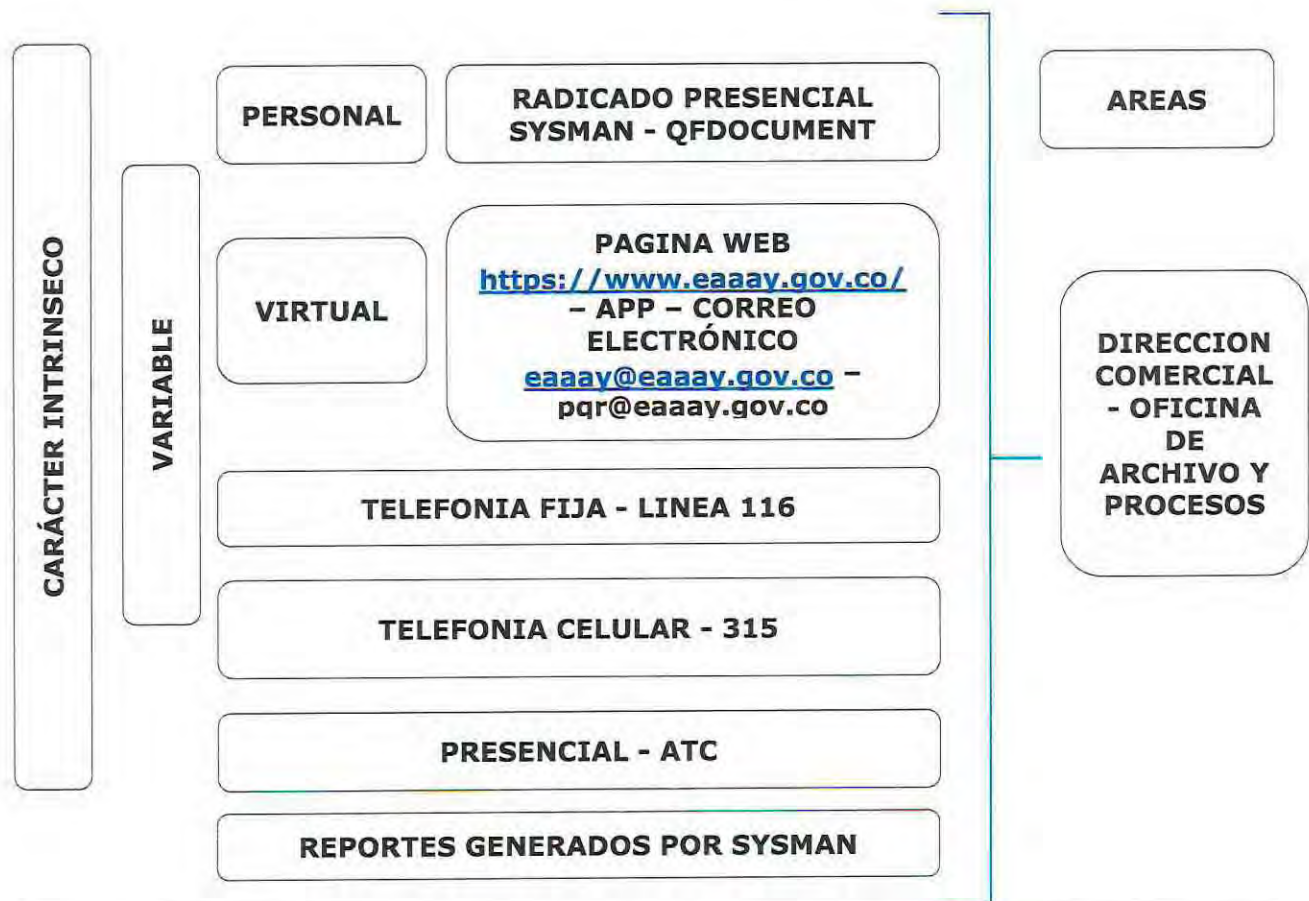 CARÁCTER INTRINSECO
VARIABLE
PERSONAL
RADICADO PRESENCIAL
SYSMAN - QFDOCUMENT
VIRTUAL
PAGINA WEB
https://www.eaaay.gov.co/
– APP – CORREO
ELECTRÓNICO
eaaay@eaaay.gov.co –
pqr@eaaay.gov.co
TELEFONIA FIJA - LINEA 116
TELEFONIA CELULAR - 315
PRESENCIAL - ATC
REPORTES GENERADOS POR SYSMAN
AREAS
DIRECCION
COMERCIAL
- OFICINA
DE
ARCHIVO Y
PROCESOS